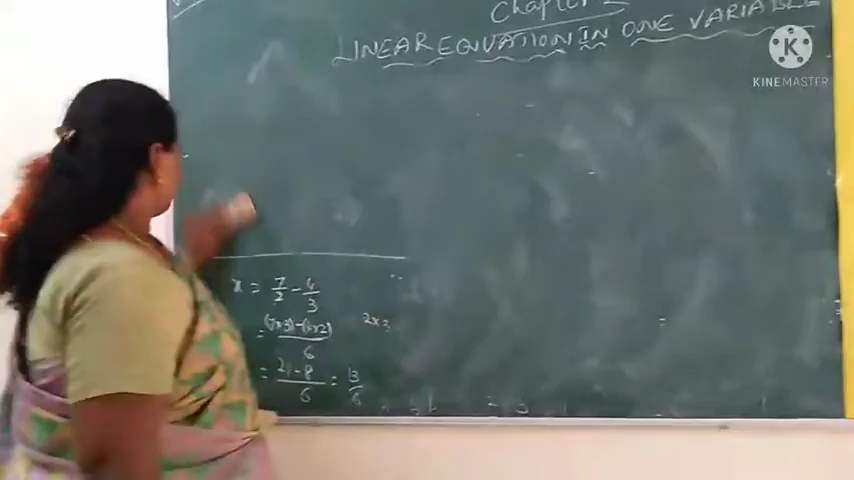 Chapter
LINEAR EQUATION IN ONE VARIABLE
K
KINEMASTER
x = 7/2 - 4/3
= (7x3)-(4x2)/6
2x3
= 21-8/6 = 13/6